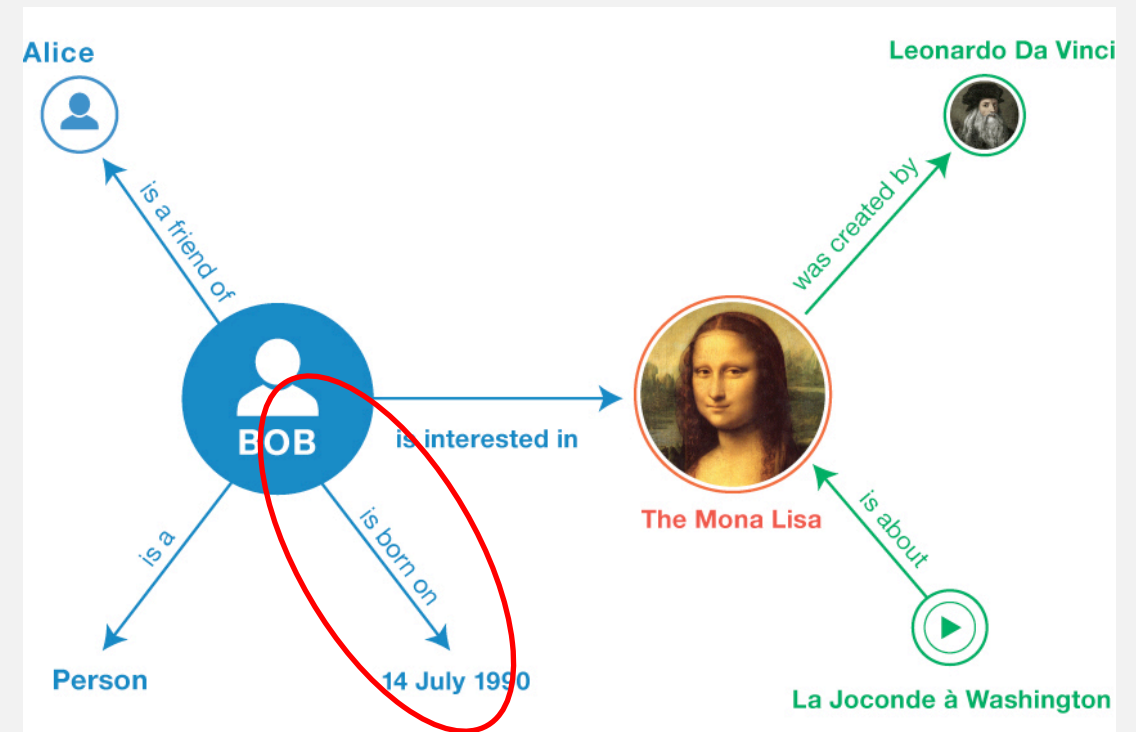 Alice
Leonardo Da Vinci
is a friend of
was created by
BOB
is interested in
The Mona Lisa
is a
is born on
is about
Person
14 July 1990
La Joconde à Washington